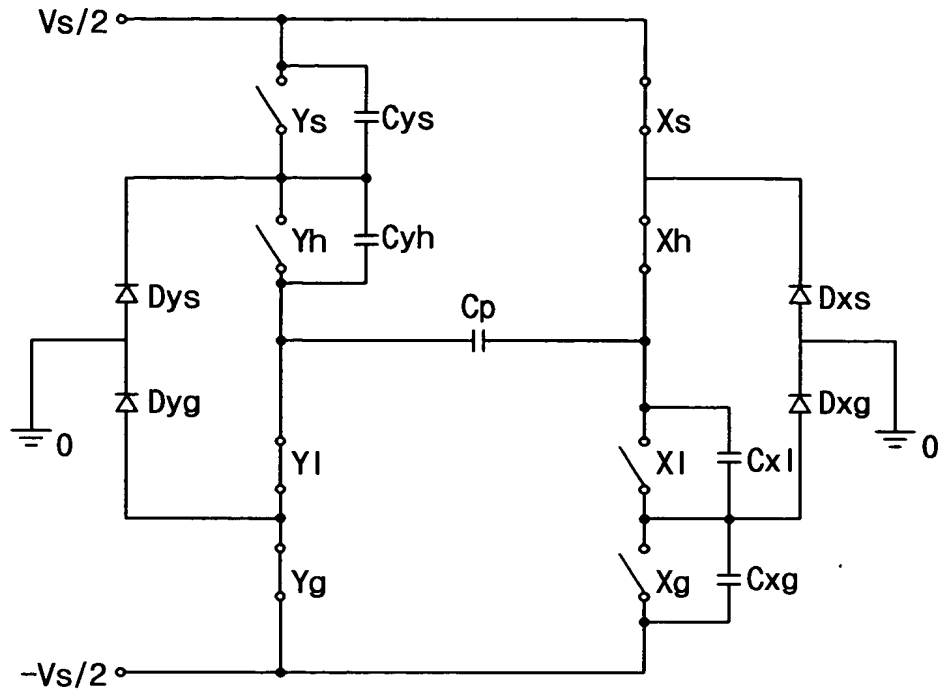 Vs/2
Ys
Cys
Xs
Yh
Cyh
Xh
Dys
Cp
Dxs
Dyg
Dxg
0
Yl
Xl
Cxl
0
Yg
Xg
Cxg
-Vs/2